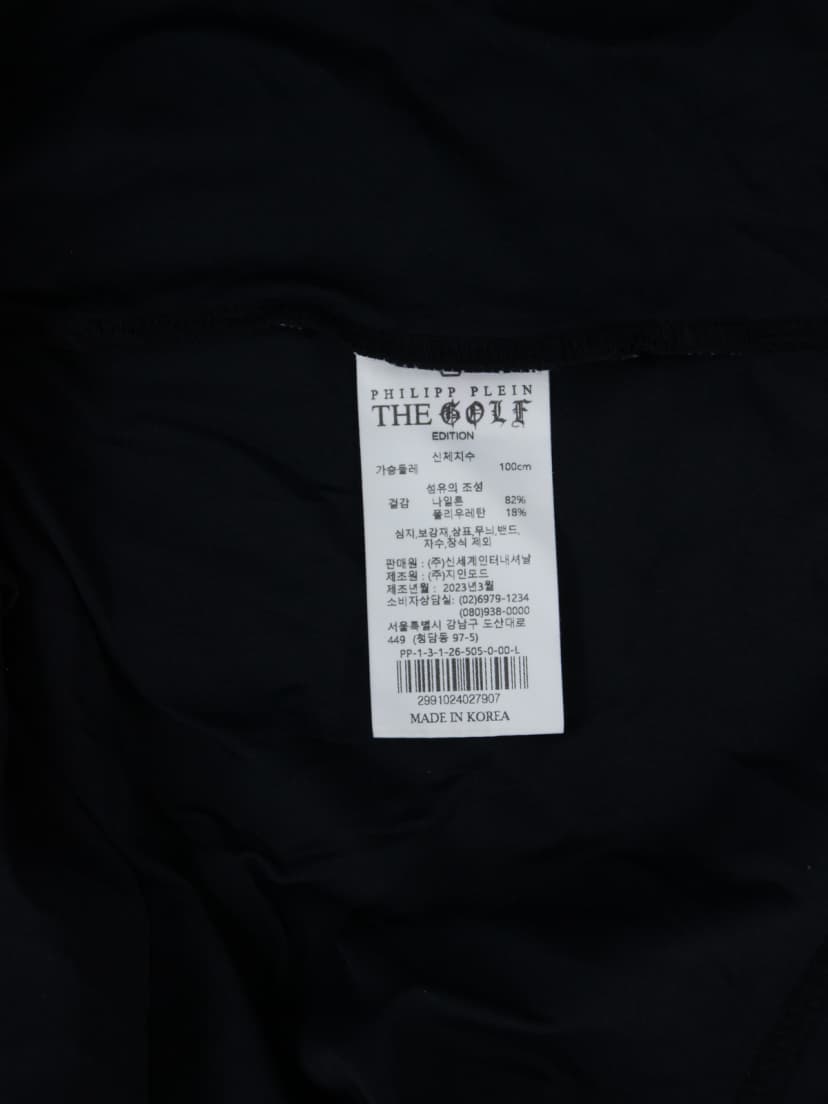 PHILIPP PLEIN
THE GOLF
EDITION
신체치수
가슴둘레 100cm
섬유의 조성
겉감 나일론 82%
폴리우레탄 18%
심지,보강재,상표,무늬,밴드,
자수,장식 제외
판매원 : (주)신세계인터내셔날
제조원 : (주)지인모드
제조년월 : 2023년3월
소비자상담실: (02)6979-1234
(080)938-0000
서울특별시 강남구 도산대로
449 (청담동 97-5)
PP-1-3-1-26-505-0-00-L
2991024027907
MADE IN KOREA